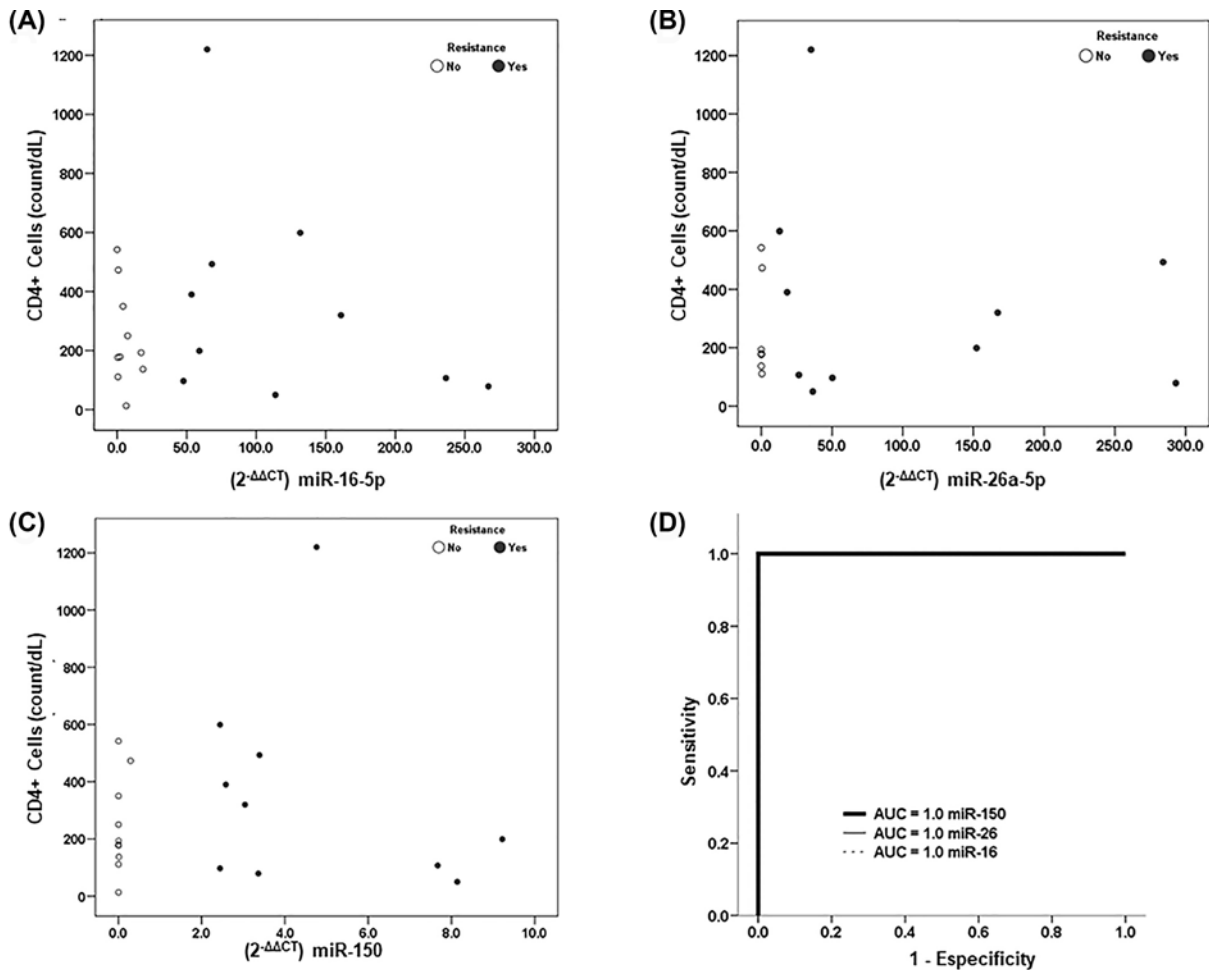 (A)
Resistance
No Yes
1200
1000
800
600
400
200
0
CD4+ Cells (count/dL)
0.0 50.0 100.0 150.0 200.0 250.0 300.0
(2-ΔΔCT) miR-16-5p
(B)
Resistance
No Yes
1200
1000
800
600
400
200
0
CD4+ Cells (count/dL)
0.0 50.0 100.0 150.0 200.0 250.0 300.0
(2-ΔΔCT) miR-26a-5p
(C)
Resistance
No Yes
1200
1000
800
600
400
200
0
CD4+ Cells (count/dL)
0.0 2.0 4.0 6.0 8.0 10.0
(2-ΔΔCT) miR-150
(D)
1.0
0.8
0.6
0.4
0.2
0.0
Sensitivity
AUC = 1.0 miR-150
AUC = 1.0 miR-26
AUC = 1.0 miR-16
0.0 0.2 0.4 0.6 0.8 1.0
1 - Especificity